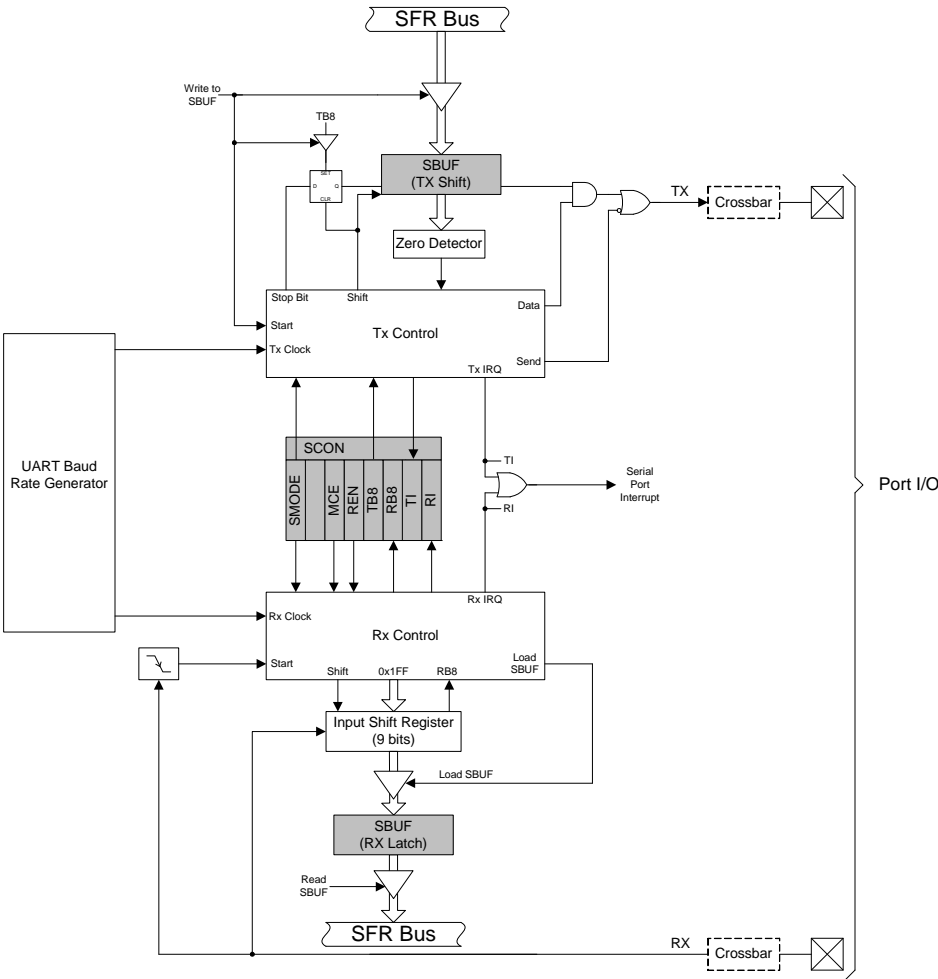 SFR Bus
Write to
SBUF
TB8
SET
D
Q
CLR
SBUF
(TX Shift)
TX
Crossbar
Zero Detector
Stop Bit
Shift
Data
Start
Tx Control
Tx Clock
Send
Tx IRQ
UART Baud
Rate Generator
SCON
SMODE
MCE
REN
TB8
RB8
TI
RI
TI
RI
Serial
Port
Interrupt
Port I/O
Rx IRQ
Rx Clock
Rx Control
Start
Load
SBUF
Shift
0x1FF
RB8
Input Shift Register
(9 bits)
Load SBUF
SBUF
(RX Latch)
Read
SBUF
SFR Bus
RX
Crossbar